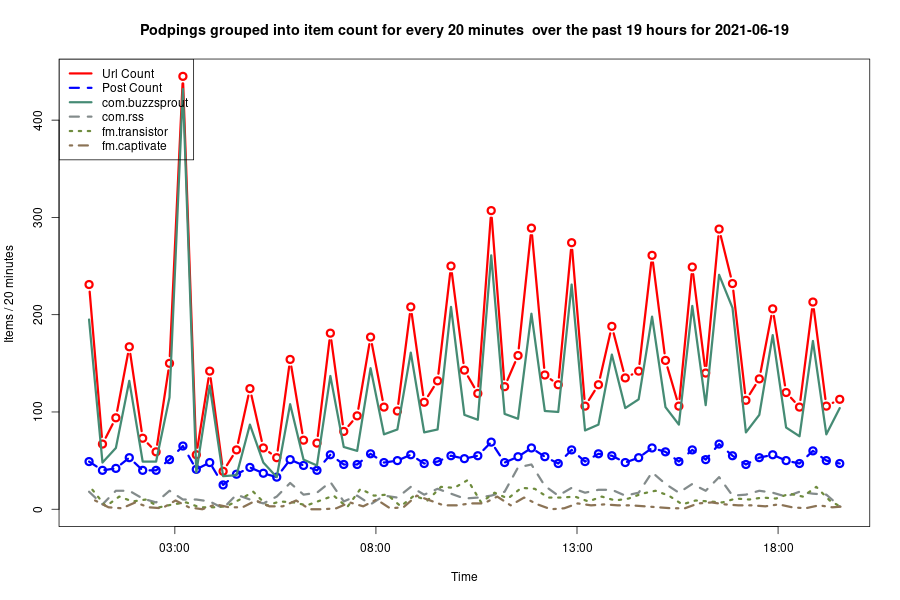 Podpings grouped into item count for every 20 minutes  over the past 19 hours for 2021-06-19
Url Count
Post Count
com.buzzsprout
com.rss
fm.transistor
fm.captivate
Items / 20 minutes
400
300
200
100
0
03:00
08:00
13:00
18:00
Time